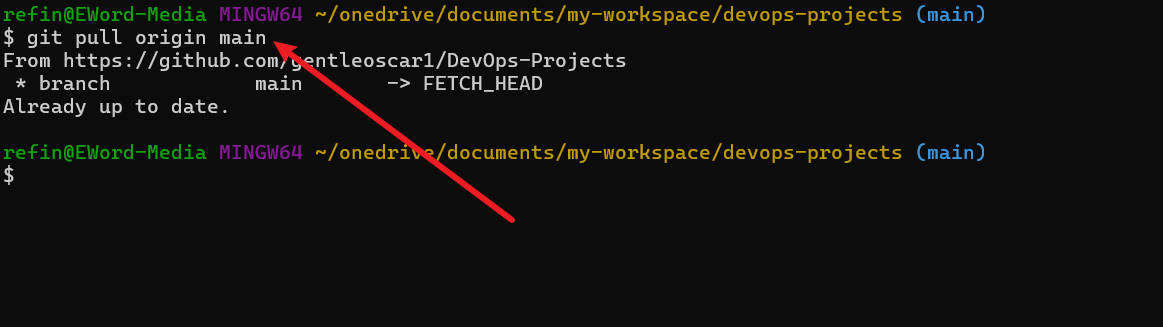 refin@EWord-Media MINGW64 ~/onedrive/documents/my-workspace/devops-projects (main)
$ git pull origin main
From https://github.com/gentleoscar1/DevOps-Projects
 * branch            main       -> FETCH_HEAD
Already up to date.
refin@EWord-Media MINGW64 ~/onedrive/documents/my-workspace/devops-projects (main)
$